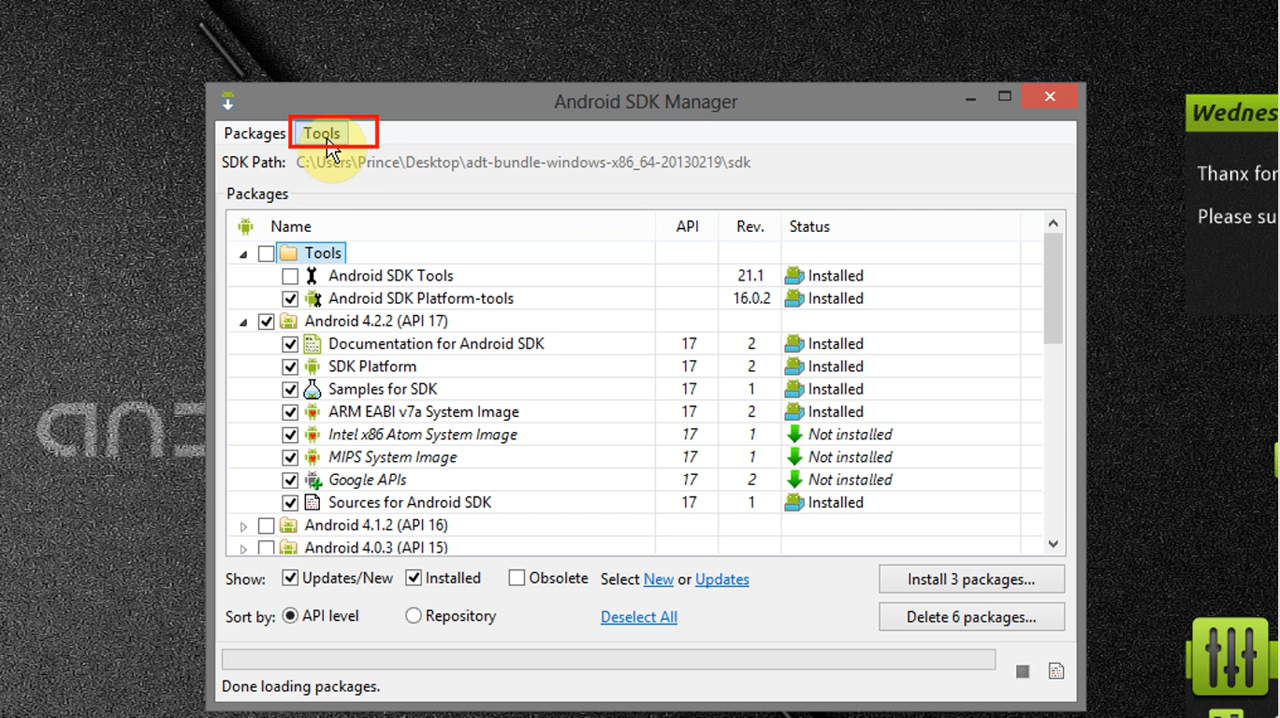 Android SDK Manager
Wednes
Packages Tools
SDK Path: C:\Users\Prince\Desktop\adt-bundle-windows-x86_64-20130219\sdk
Thanx for
Packages
Please su
Name API Rev. Status
Tools
Android SDK Tools 21.1 Installed
Android SDK Platform-tools 16.0.2 Installed
Android 4.2.2 (API 17)
Documentation for Android SDK 17 2 Installed
SDK Platform 17 2 Installed
Samples for SDK 17 1 Installed
ARM EABI v7a System Image 17 2 Installed
Intel x86 Atom System Image 17 1 Not installed
MIPS System Image 17 1 Not installed
Google APIs 17 2 Not installed
Sources for Android SDK 17 1 Installed
Android 4.1.2 (API 16)
Android 4.0.3 (API 15)
Show: Updates/New Installed Obsolete Select New or Updates Install 3 packages...
Sort by: API level Repository Deselect All Delete 6 packages...
Done loading packages.